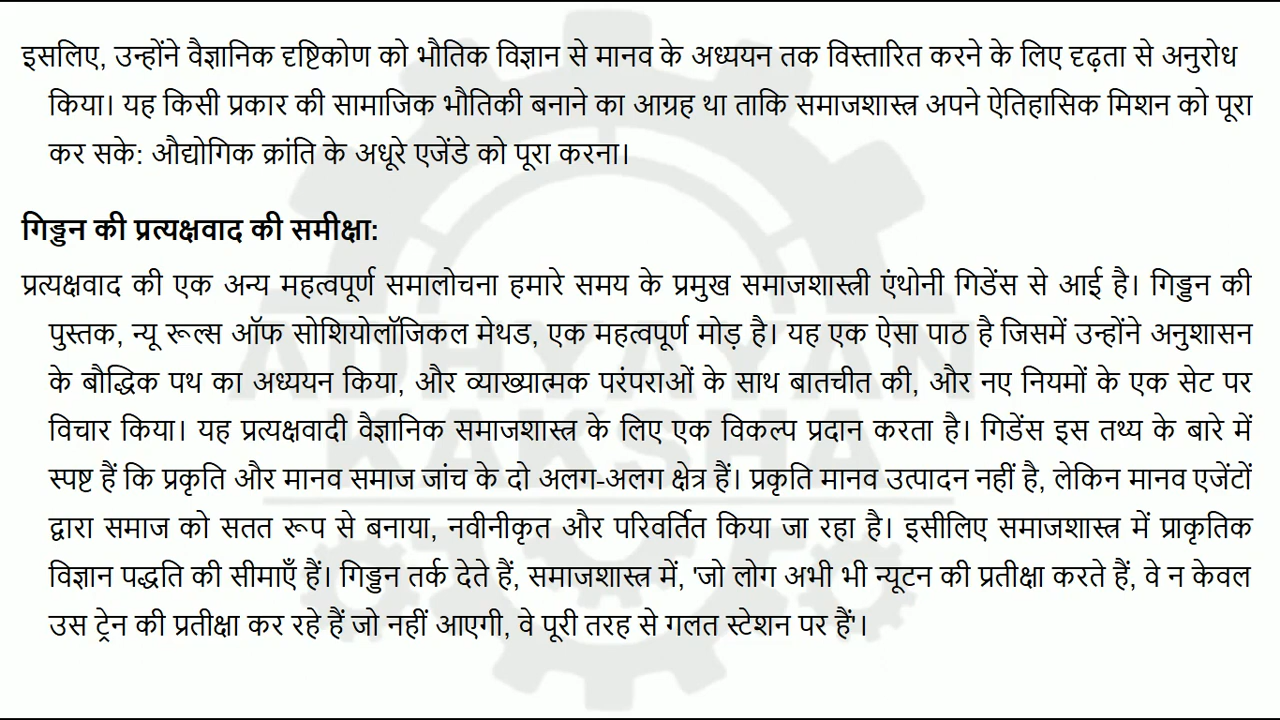 इसलिए, उन्होंने वैज्ञानिक दृष्टिकोण को भौतिक विज्ञान से मानव के अध्ययन तक विस्तारित करने के लिए दृढ़ता से अनुरोध
किया। यह किसी प्रकार की सामाजिक भौतिकी बनाने का आग्रह था ताकि समाजशास्त्र अपने ऐतिहासिक मिशन को पूरा
कर सके: औद्योगिक क्रांति के अधूरे एजेंडे को पूरा करना।
गिड्डन की प्रत्यक्षवाद की समीक्षा:
प्रत्यक्षवाद की एक अन्य महत्वपूर्ण समालोचना हमारे समय के प्रमुख समाजशास्त्री एंथोनी गिडेंस से आई है। गिड्डन की
पुस्तक, न्यू रूल्स ऑफ सोशियोलॉजिकल मेथड, एक महत्वपूर्ण मोड़ है। यह एक ऐसा पाठ है जिसमें उन्होंने अनुशासन
के बौद्धिक पथ का अध्ययन किया, और व्याख्यात्मक परंपराओं के साथ बातचीत की, और नए नियमों के एक सेट पर
विचार किया। यह प्रत्यक्षवादी वैज्ञानिक समाजशास्त्र के लिए एक विकल्प प्रदान करता है। गिडेंस इस तथ्य के बारे में
स्पष्ट हैं कि प्रकृति और मानव समाज जांच के दो अलग-अलग क्षेत्र हैं। प्रकृति मानव उत्पादन नहीं है, लेकिन मानव एजेंटों
द्वारा समाज को सतत रूप से बनाया, नवीनीकृत और परिवर्तित किया जा रहा है। इसीलिए समाजशास्त्र में प्राकृतिक
विज्ञान पद्धति की सीमाएँ हैं। गिड्डन तर्क देते हैं, समाजशास्त्र में, 'जो लोग अभी भी न्यूटन की प्रतीक्षा करते हैं, वे न केवल
उस ट्रेन की प्रतीक्षा कर रहे हैं जो नहीं आएगी, वे पूरी तरह से गलत स्टेशन पर हैं'।
ADHYAYAN
KAKSHA